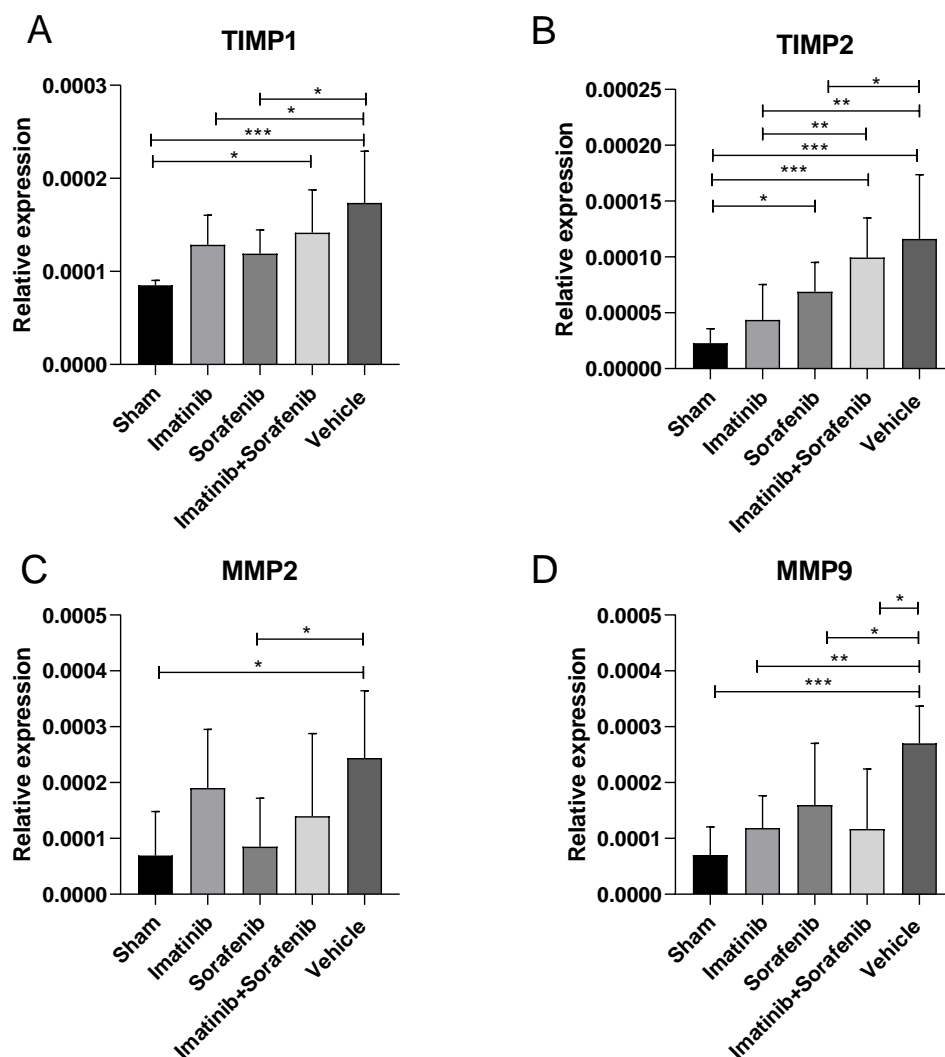 A
TIMP1
Relative expression
0.0003
0.0002
0.0001
0.0000
*
*
***
*
Sham
Imatinib
Sorafenib
Imatinib+Sorafenib
Vehicle
B
TIMP2
Relative expression
0.00025
0.00020
0.00015
0.00010
0.00005
0.00000
*
**
**
***
***
*
Sham
Imatinib
Sorafenib
Imatinib+Sorafenib
Vehicle
C
MMP2
Relative expression
0.0005
0.0004
0.0003
0.0002
0.0001
0.0000
*
*
Sham
Imatinib
Sorafenib
Imatinib+Sorafenib
Vehicle
D
MMP9
Relative expression
0.0005
0.0004
0.0003
0.0002
0.0001
0.0000
*
*
**
***
Sham
Imatinib
Sorafenib
Imatinib+Sorafenib
Vehicle